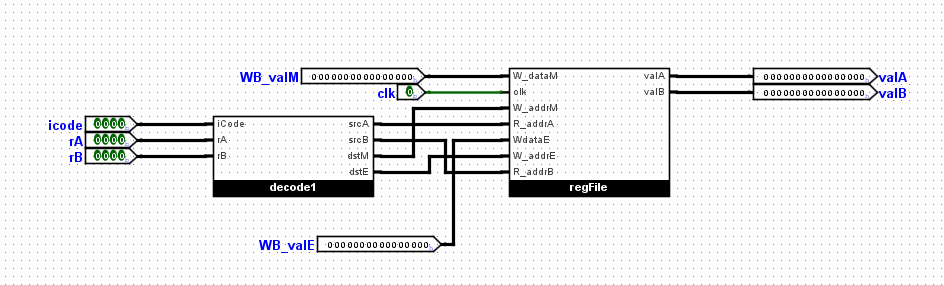 WB_valM 0000000000000000 W_dataM valA 0000000000000000 valA
clk 0 clk valB 0000000000000000 valB
W_addrM
icode 0000 iCode srcA R_addrA
rA 0000 rA srcB WdataE
rB 0000 rB dstM W_addrE
dstE R_addrB
decode1 regFile
WB_valE 0000000000000000